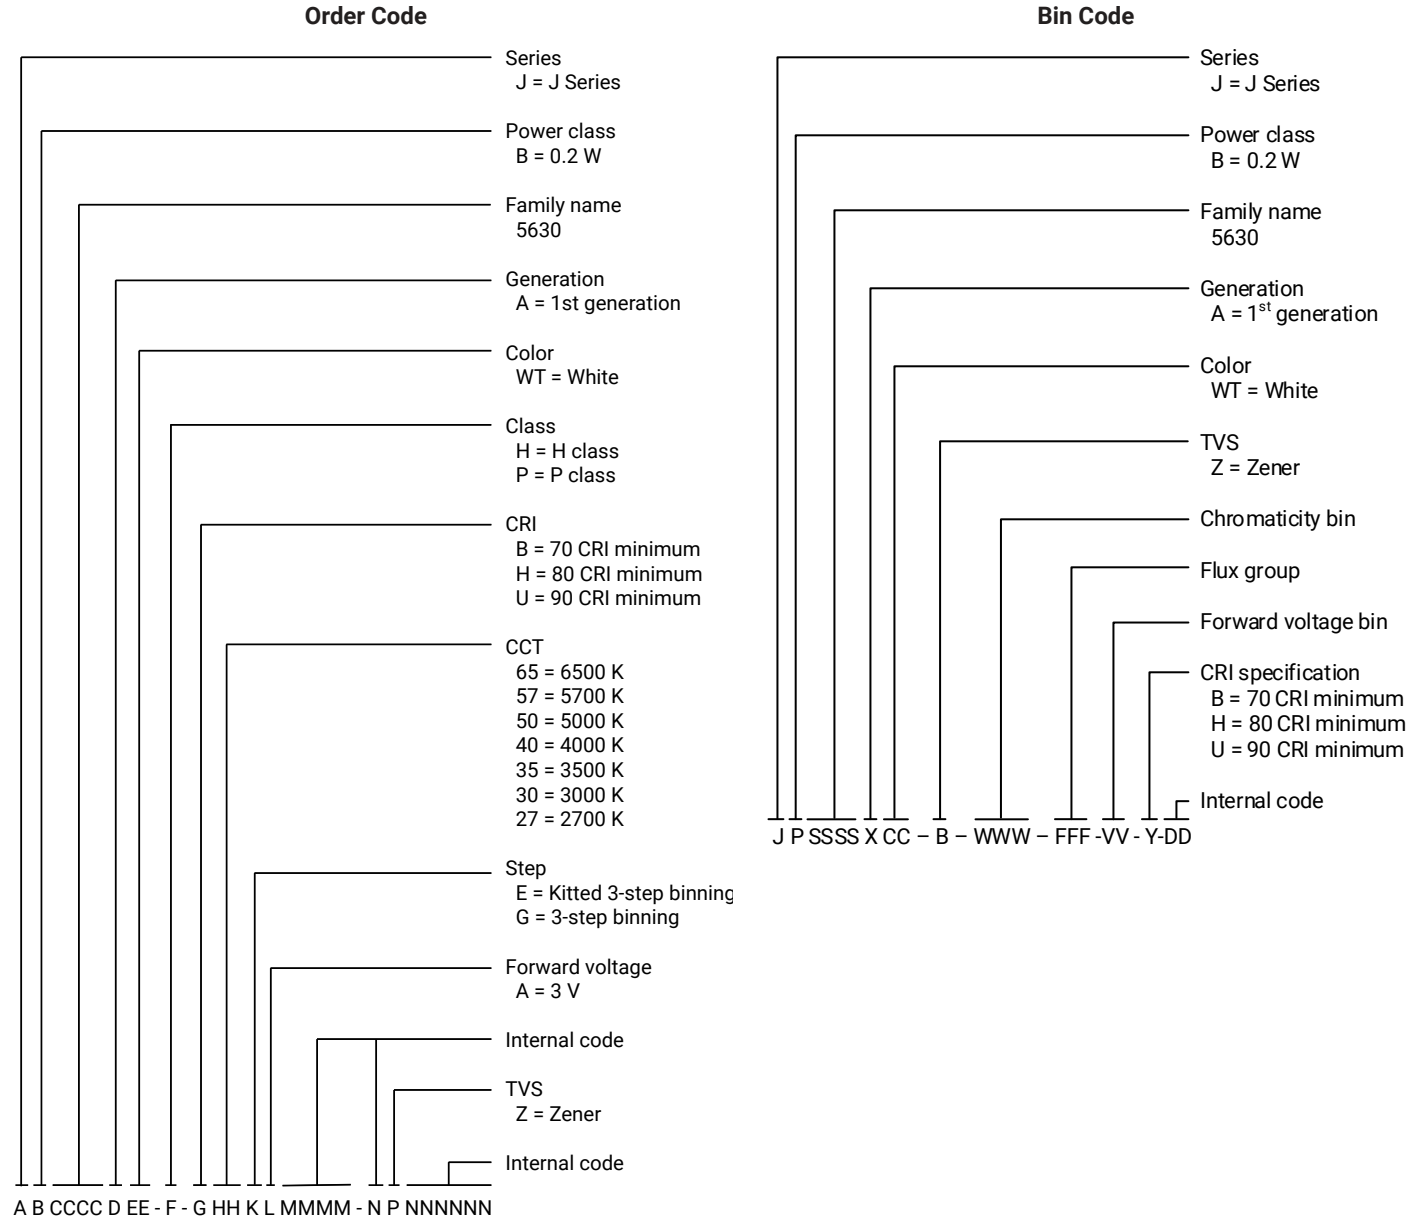 Order Code
Series
J = J Series
Power class
B = 0.2 W
Family name
5630
Generation
A = 1st generation
Color
WT = White
Class
H = H class
P = P class
CRI
B = 70 CRI minimum
H = 80 CRI minimum
U = 90 CRI minimum
CCT
65 = 6500 K
57 = 5700 K
50 = 5000 K
40 = 4000 K
35 = 3500 K
30 = 3000 K
27 = 2700 K
Step
E = Kitted 3-step binning
G = 3-step binning
Forward voltage
A = 3 V
Internal code
TVS
Z = Zener
Internal code
A B CCCC D EE - F - G HH K L MMMM - N P NNNNNN
Bin Code
Series
J = J Series
Power class
B = 0.2 W
Family name
5630
Generation
A = 1st generation
Color
WT = White
TVS
Z = Zener
Chromaticity bin
Flux group
Forward voltage bin
CRI specification
B = 70 CRI minimum
H = 80 CRI minimum
U = 90 CRI minimum
Internal code
J P SSSS X CC – B – WWW – FFF -VV - Y-DD